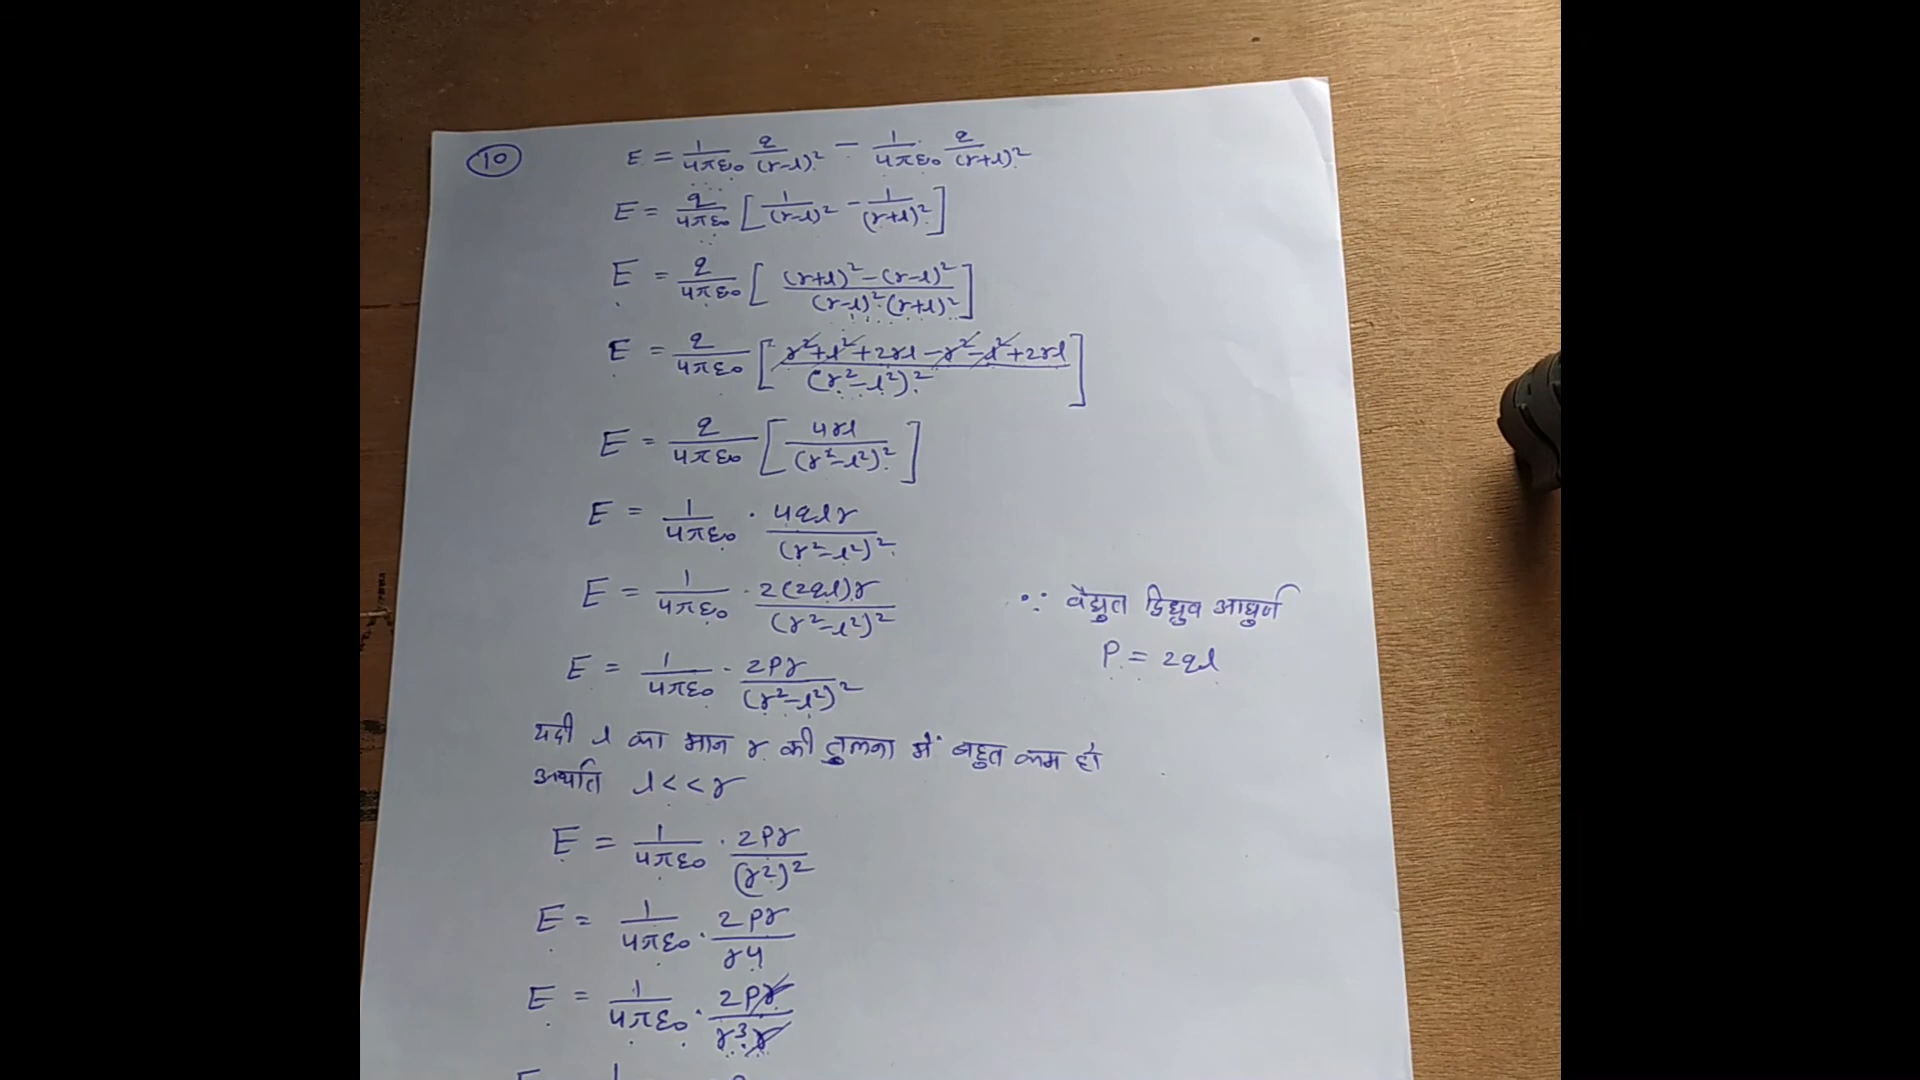 10
E = 1/4πε₀ q/(r-l)² - 1/4πε₀ · q/(r+l)²
E = q/4πε₀ [1/(r-l)² - 1/(r+l)²]
E = q/4πε₀ [(r+l)² - (r-l)²/(r-l)²(r+l)²]
E = q/4πε₀ [r²+l²+2rl-r²-l²+2rl/(r²-l²)²]
E = q/4πε₀ [4rl/(r²-l²)²]
E = 1/4πε₀ · 4qlr/(r²-l²)²
E = 1/4πε₀ · 2(2ql)r/(r²-l²)²
∵ वैद्युत द्विध्रुव आघुर्ण
P = 2ql
E = 1/4πε₀ · 2Pr/(r²-l²)²
यदी l का मान r की तुलना में बहुत कम हो
अर्थाति l<<r
E = 1/4πε₀ · 2Pr/(r²)²
E = 1/4πε₀ · 2Pr/r⁴
E = 1/4πε₀ · 2Pr/r³r